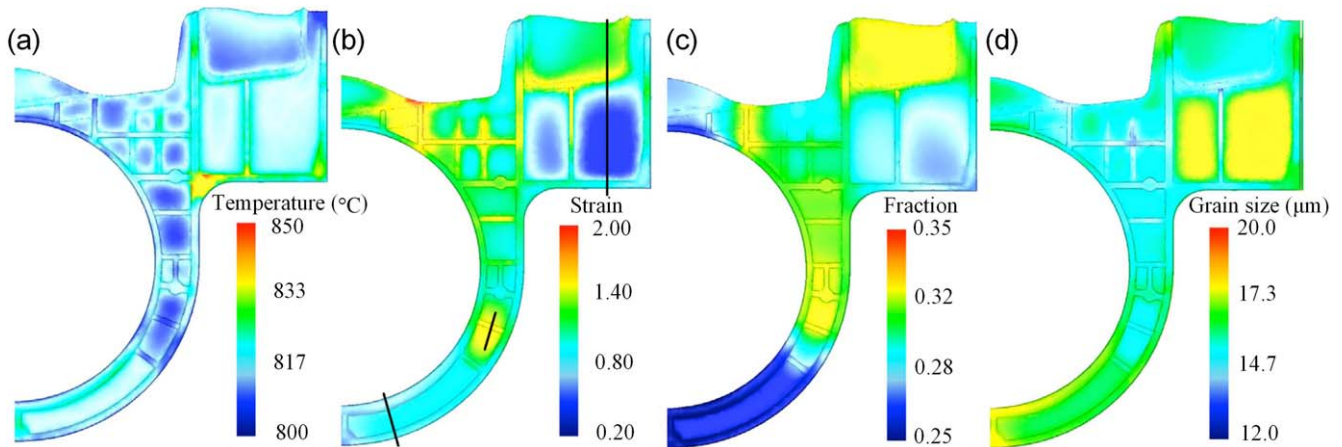 (a)
(b)
(c)
(d)
Temperature (°C)
850
833
817
800
Strain
2.00
1.40
0.80
0.20
Fraction
0.35
0.32
0.28
0.25
Grain size (μm)
20.0
17.3
14.7
12.0